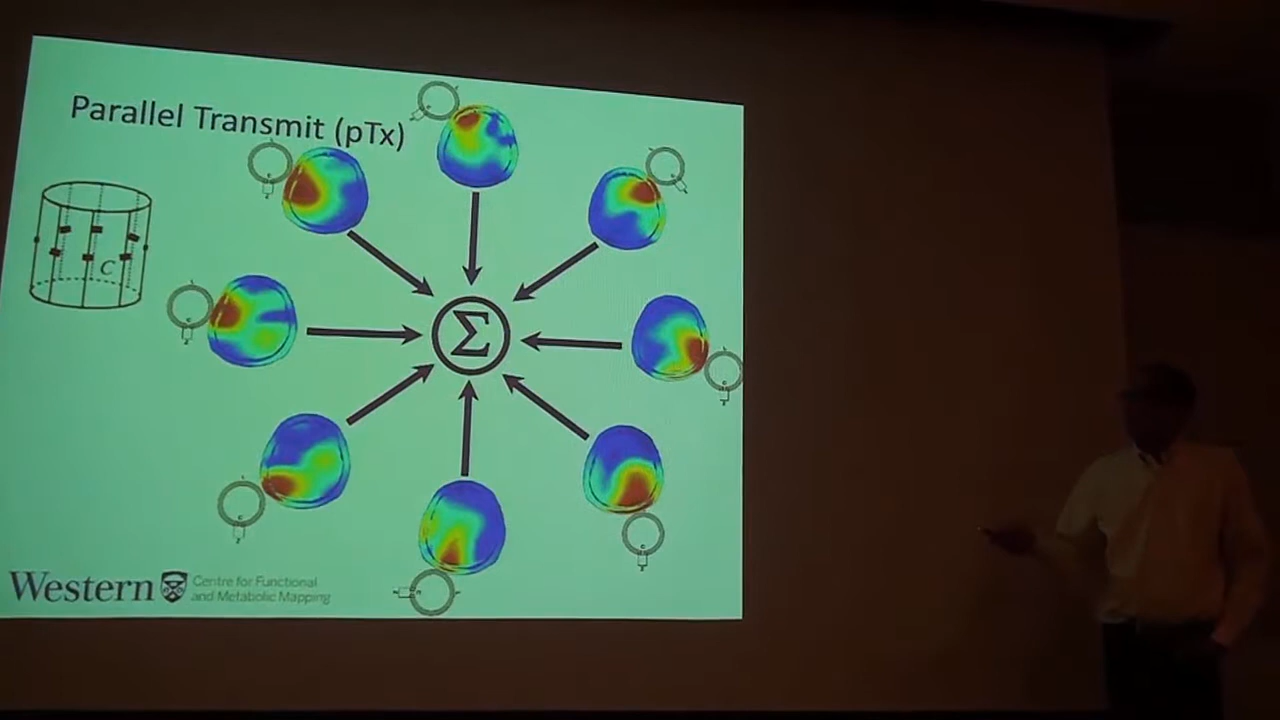 Parallel Transmit (pTx)
C
Σ
Western
Centre for Functional
and Metabolic Mapping